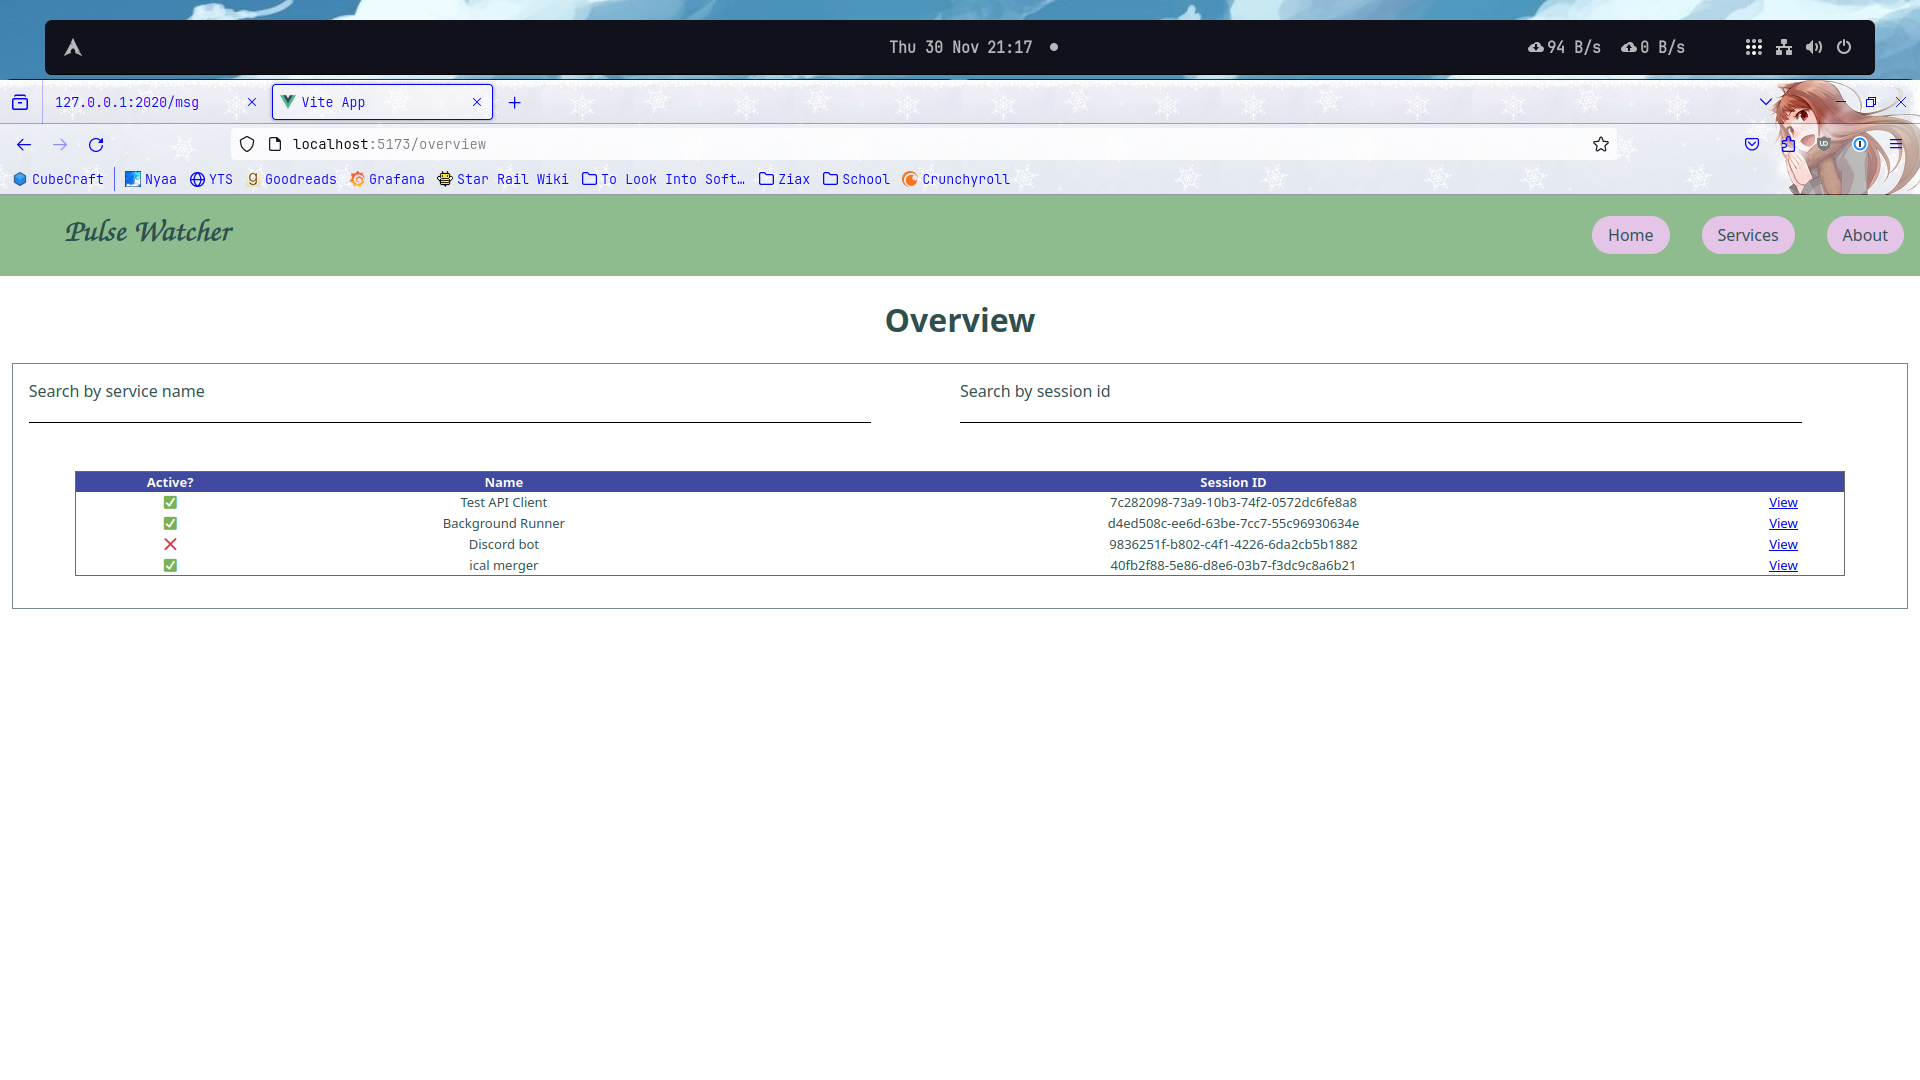 Thu 30 Nov 21:17
94 B/s 0 B/s
127.0.0.1:2020/msg Vite App
localhost:5173/overview
CubeCraft Nyaa YTS Goodreads Grafana Star Rail Wiki To Look Into Soft… Ziax School Crunchyroll
Pulse Watcher Home Services About
Overview
Search by service name Search by session id
Active? Name Session ID
✅ Test API Client 7c282098-73a9-10b3-74f2-0572dc6fe8a8 View
✅ Background Runner d4ed508c-ee6d-63be-7cc7-55c96930634e View
❌ Discord bot 9836251f-b802-c4f1-4226-6da2cb5b1882 View
✅ ical merger 40fb2f88-5e86-d8e6-03b7-f3dc9c8a6b21 View